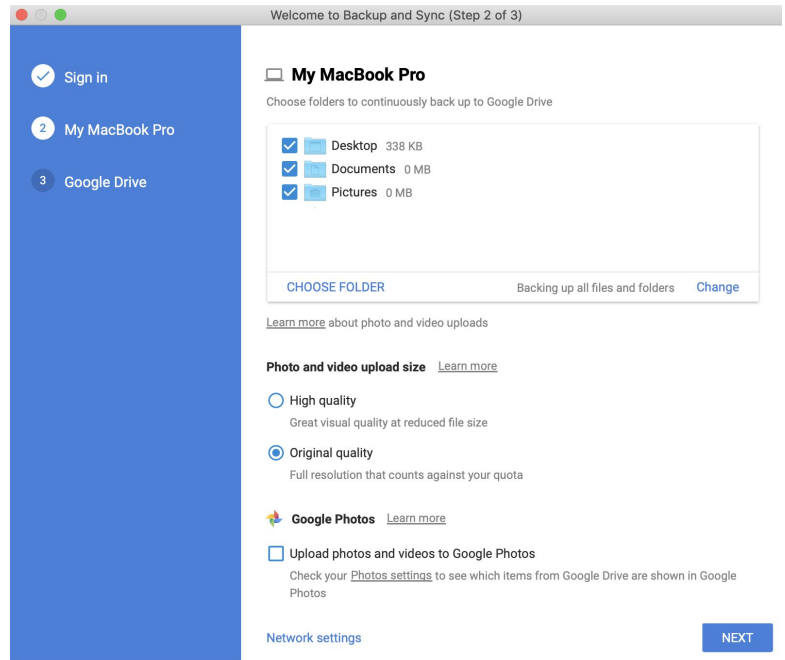 Welcome to Backup and Sync (Step 2 of 3)
Sign in
2 My MacBook Pro
3 Google Drive
My MacBook Pro
Choose folders to continuously back up to Google Drive
Desktop 338 KB
Documents 0 MB
Pictures 0 MB
CHOOSE FOLDER Backing up all files and folders Change
Learn more about photo and video uploads
Photo and video upload size Learn more
High quality
Great visual quality at reduced file size
Original quality
Full resolution that counts against your quota
Google Photos Learn more
Upload photos and videos to Google Photos
Check your Photos settings to see which items from Google Drive are shown in Google
Photos
Network settings NEXT